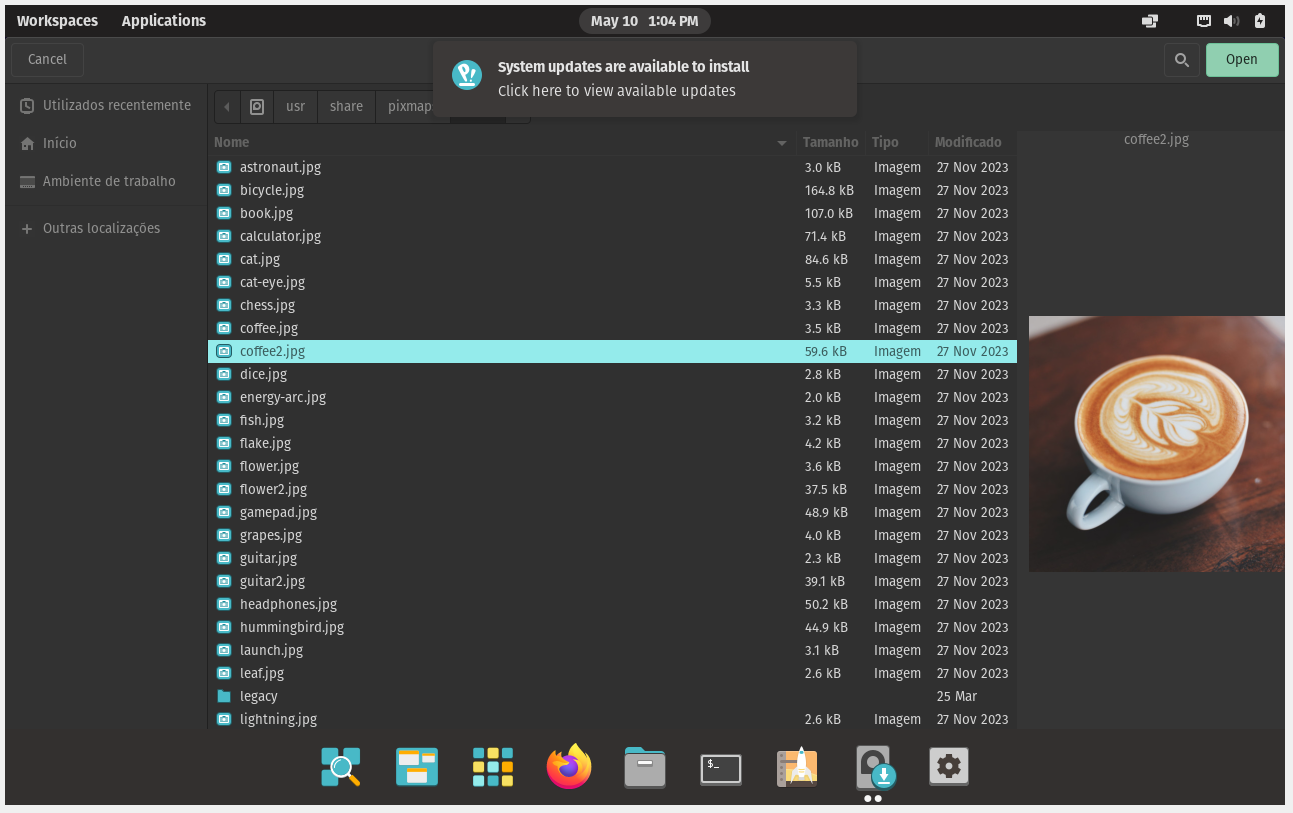 Workspaces Applications May 10 1:04 PM
Cancel Open
System updates are available to install
Click here to view available updates
usr share
Utilizados recentemente
Início
Ambiente de trabalho
Outras localizações
Nome Tamanho Tipo Modificado
astronaut.jpg 3.0 kB Imagem 27 Nov 2023
bicycle.jpg 164.8 kB Imagem 27 Nov 2023
book.jpg 107.0 kB Imagem 27 Nov 2023
calculator.jpg 71.4 kB Imagem 27 Nov 2023
cat.jpg 84.6 kB Imagem 27 Nov 2023
cat-eye.jpg 5.5 kB Imagem 27 Nov 2023
chess.jpg 3.3 kB Imagem 27 Nov 2023
coffee.jpg 3.5 kB Imagem 27 Nov 2023
coffee2.jpg 59.6 kB Imagem 27 Nov 2023
dice.jpg 2.8 kB Imagem 27 Nov 2023
energy-arc.jpg 2.0 kB Imagem 27 Nov 2023
fish.jpg 3.2 kB Imagem 27 Nov 2023
flake.jpg 4.2 kB Imagem 27 Nov 2023
flower.jpg 3.6 kB Imagem 27 Nov 2023
flower2.jpg 37.5 kB Imagem 27 Nov 2023
gamepad.jpg 48.9 kB Imagem 27 Nov 2023
grapes.jpg 4.0 kB Imagem 27 Nov 2023
guitar.jpg 2.3 kB Imagem 27 Nov 2023
guitar2.jpg 39.1 kB Imagem 27 Nov 2023
headphones.jpg 50.2 kB Imagem 27 Nov 2023
hummingbird.jpg 44.9 kB Imagem 27 Nov 2023
launch.jpg 3.1 kB Imagem 27 Nov 2023
leaf.jpg 2.6 kB Imagem 27 Nov 2023
legacy 25 Mar
lightning.jpg 2.6 kB Imagem 27 Nov 2023
coffee2.jpg
$_